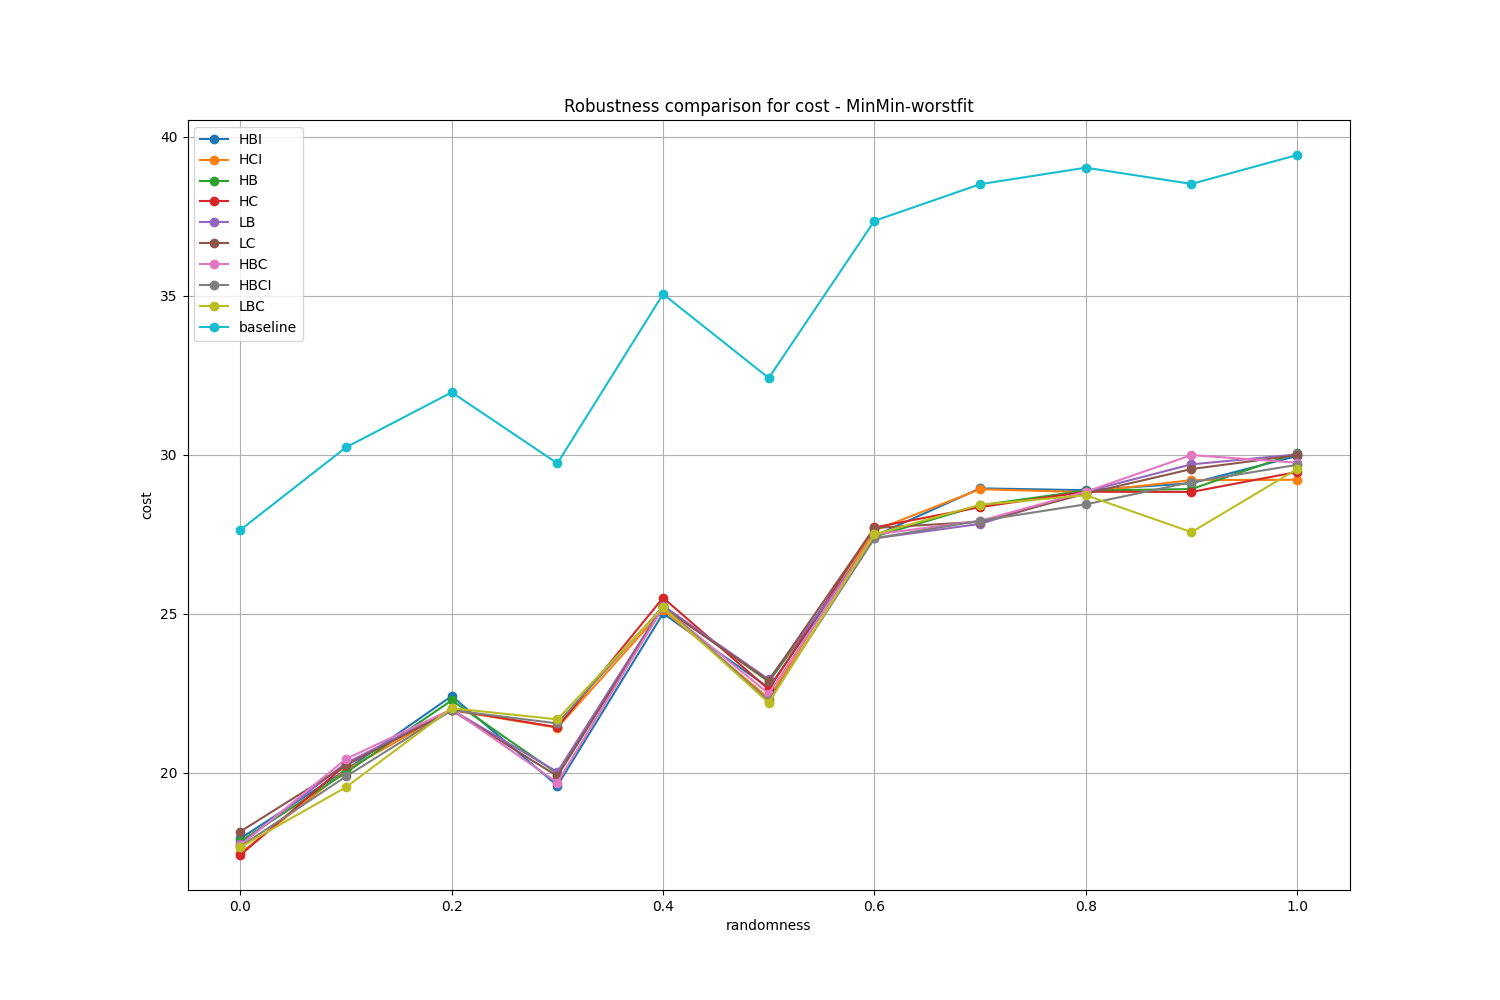 Robustness comparison for cost - MinMin-worstfit
HBI
HCI
HB
HC
LB
LC
HBC
HBCI
LBC
baseline
40
35
30
25
20
cost
0.0 0.2 0.4 0.6 0.8 1.0
randomness